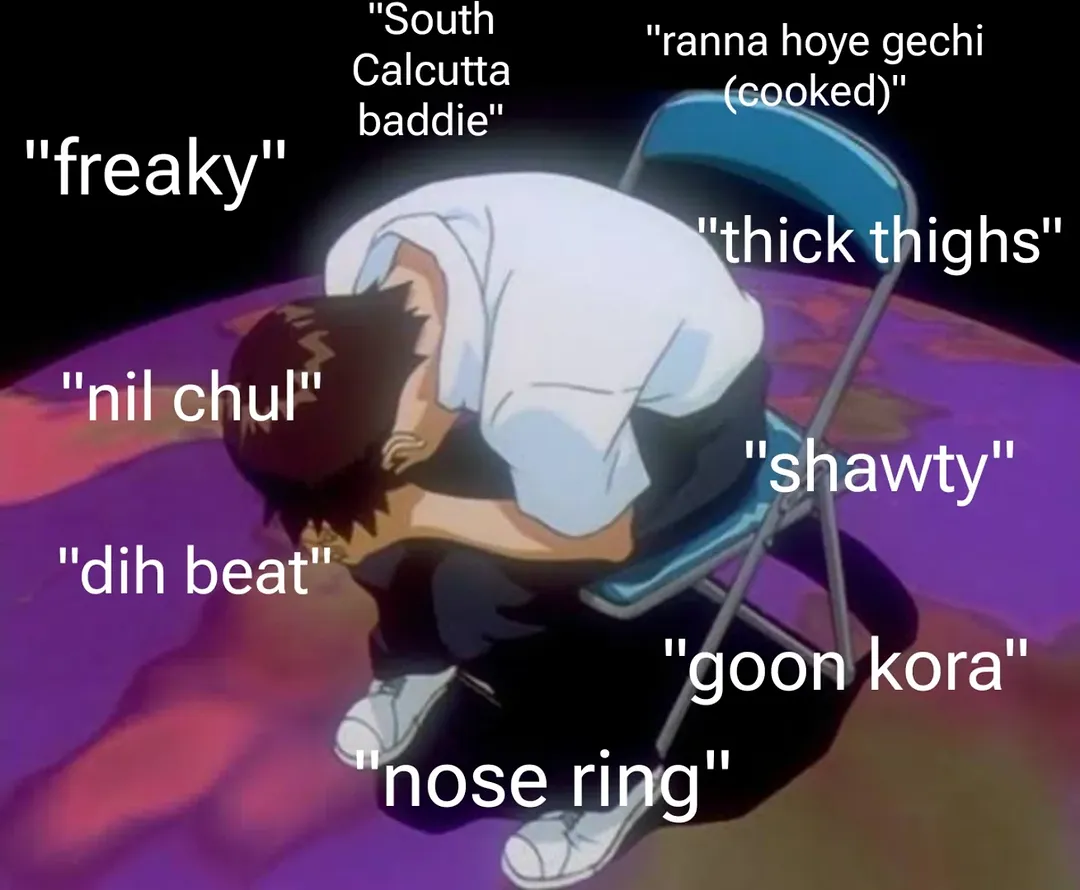 "South
Calcutta
baddie"
"ranna hoye gechi
(cooked)"
"freaky"
"thick thighs"
"nil chul"
"shawty"
"dih beat"
"goon kora"
"nose ring"